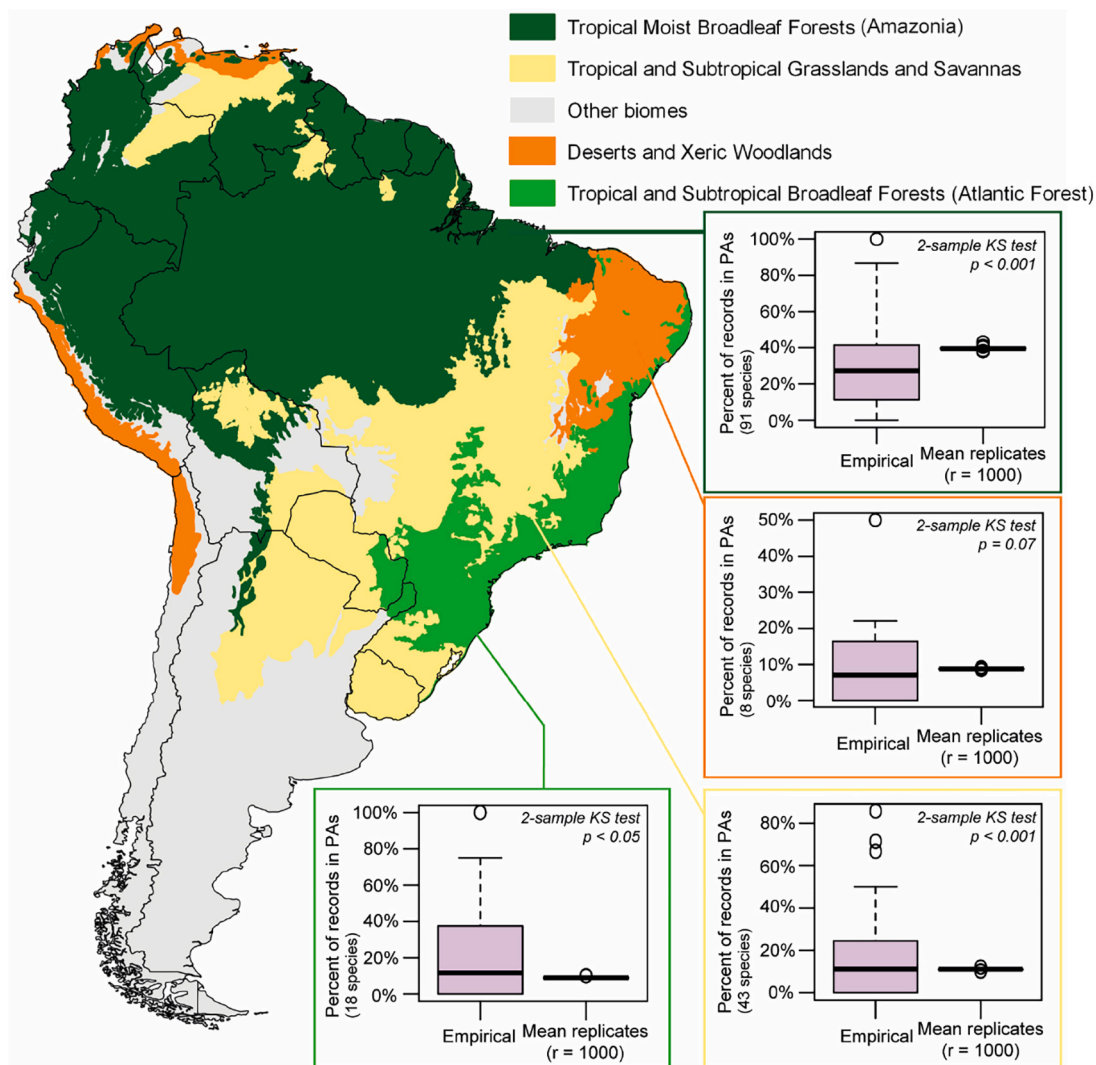 Tropical Moist Broadleaf Forests (Amazonia)
Tropical and Subtropical Grasslands and Savannas
Other biomes
Deserts and Xeric Woodlands
Tropical and Subtropical Broadleaf Forests (Atlantic Forest)
Percent of records in PAs
(91 species)
100%
80%
60%
40%
20%
0%
2-sample KS test
p < 0.001
Empirical
Mean replicates
(r = 1000)
Percent of records in PAs
(8 species)
50%
40%
30%
20%
10%
0%
2-sample KS test
p = 0.07
Empirical
Mean replicates
(r = 1000)
Percent of records in PAs
(18 species)
100%
80%
60%
40%
20%
0%
2-sample KS test
p < 0.05
Empirical
Mean replicates
(r = 1000)
Percent of records in PAs
(43 species)
80%
60%
40%
20%
0%
2-sample KS test
p < 0.001
Empirical
Mean replicates
(r = 1000)